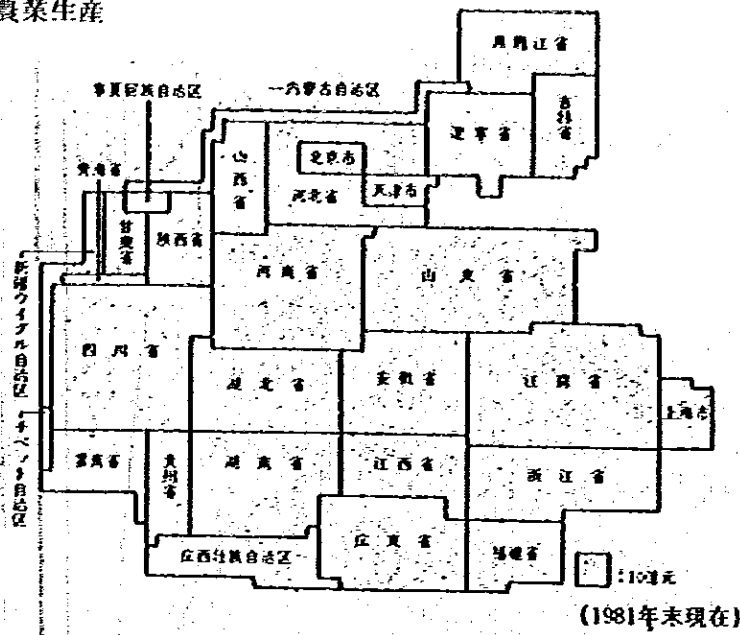 農業生産
黒龍江省
寧夏回族自治区
内蒙古自治区
吉林省
遼寧省
山西省
北京市
河北省
天津市
青海省
甘粛省
陝西省
河南省
山東省
新疆ウイグル自治区
四川省
湖北省
安徽省
江蘇省
上海市
チベット自治区
雲南省
貴州省
湖南省
江西省
浙江省
広西壮族自治区
広東省
福建省
:10億元
(1981年末現在)